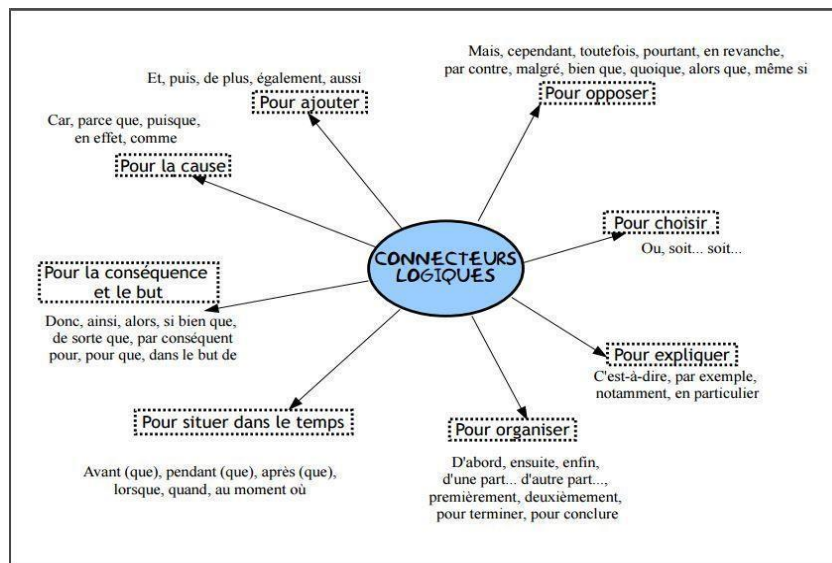 Mais, cependant, toutefois, pourtant, en revanche,
par contre, malgré, bien que, quoique, alors que, même si
Pour opposer
Et, puis, de plus, également, aussi
Pour ajouter
Car, parce que, puisque,
en effet, comme
Pour la cause
CONNECTEURS
LOGIQUES
Pour choisir
Ou, soit... soit...
Pour la conséquence
et le but
Donc, ainsi, alors, si bien que,
de sorte que, par conséquent
pour, pour que, dans le but de
Pour expliquer
C'est-à-dire, par exemple,
notamment, en particulier
Pour situer dans le temps
Avant (que), pendant (que), après (que),
lorsque, quand, au moment où
Pour organiser
D'abord, ensuite, enfin,
d'une part... d'autre part...,
premièrement, deuxièmement,
pour terminer, pour conclure